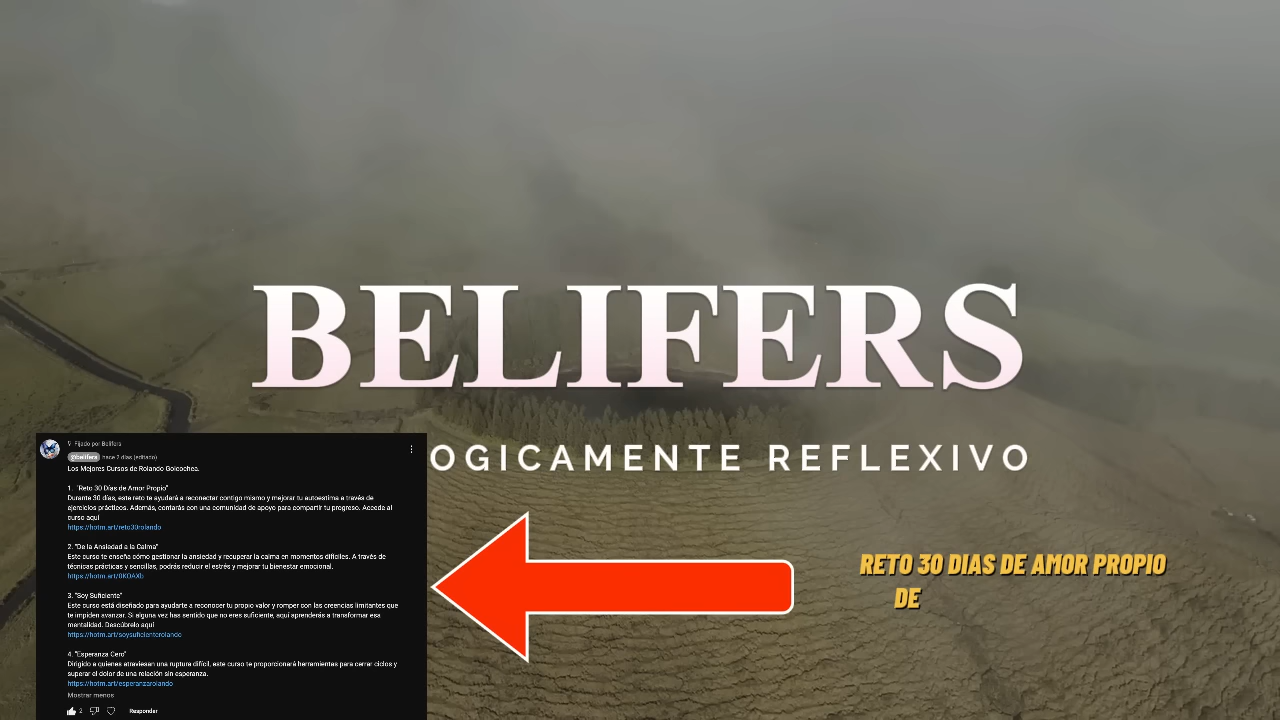 BELIFERS
OGICAMENTE REFLEXIVO
Fijado por Belifers
@belifers hace 2 días (editado)
Los Mejores Cursos de Rolando Goicochea.
1. "Reto 30 Días de Amor Propio"
Durante 30 días, este reto te ayudará a reconectar contigo mismo y mejorar tu autoestima a través de
ejercicios prácticos. Además, contarás con una comunidad de apoyo para compartir tu progreso. Accede al
curso aquí
https://hotm.art/reto30rolando
2. "De la Ansiedad a la Calma"
Este curso te enseña cómo gestionar la ansiedad y recuperar la calma en momentos difíciles. A través de
técnicas prácticas y sencillas, podrás reducir el estrés y mejorar tu bienestar emocional.
https://hotm.art/0KOAXb
3. "Soy Suficiente"
Este curso está diseñado para ayudarte a reconocer tu propio valor y romper con las creencias limitantes que
te impiden avanzar. Si alguna vez has sentido que no eres suficiente, aquí aprenderás a transformar esa
mentalidad. Descúbrelo aquí
https://hotm.art/soysuficienterolando
4. "Esperanza Cero"
Dirigido a quienes atraviesan una ruptura difícil, este curso te proporcionará herramientas para cerrar ciclos y
superar el dolor de una relación sin esperanza.
https://hotm.art/esperanzarolando
Mostrar menos
2
Responder
RETO 30 DIAS DE AMOR PROPIO
DE